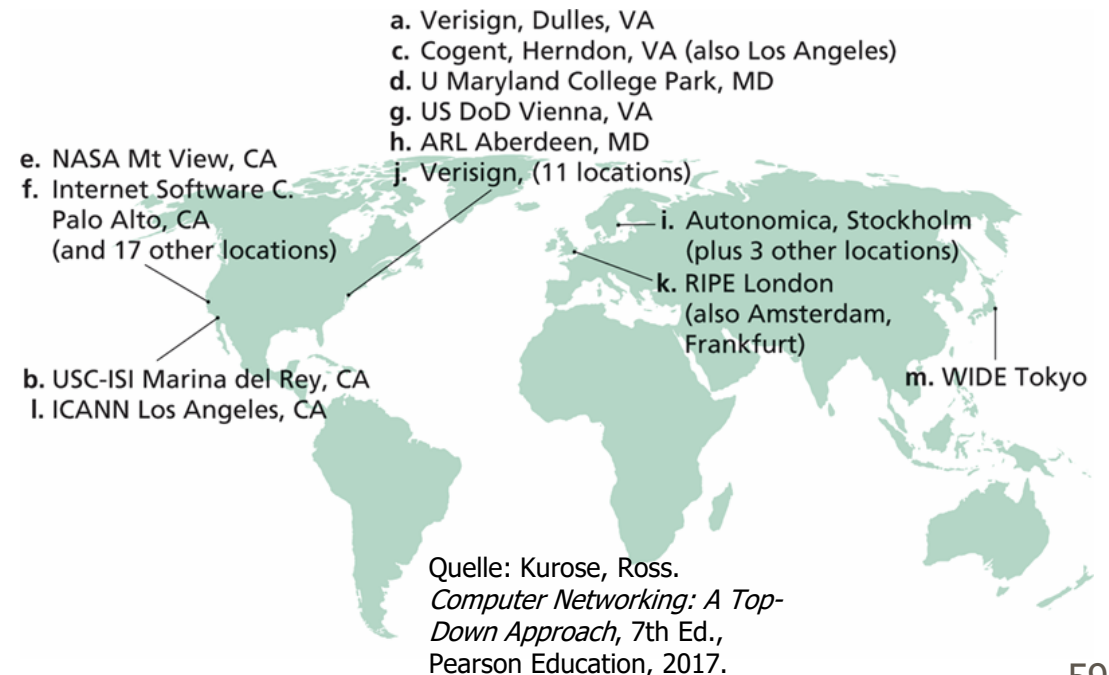 a. Verisign, Dulles, VA
c. Cogent, Herndon, VA (also Los Angeles)
d. U Maryland College Park, MD
g. US DoD Vienna, VA
h. ARL Aberdeen, MD
j. Verisign, (11 locations)
e. NASA Mt View, CA
f. Internet Software C.
Palo Alto, CA
(and 17 other locations)
i. Autonomica, Stockholm
(plus 3 other locations)
k. RIPE London
(also Amsterdam,
Frankfurt)
m. WIDE Tokyo
b. USC-ISI Marina del Rey, CA
l. ICANN Los Angeles, CA
Quelle: Kurose, Ross.
Computer Networking: A Top-
Down Approach, 7th Ed.,
Pearson Education, 2017.